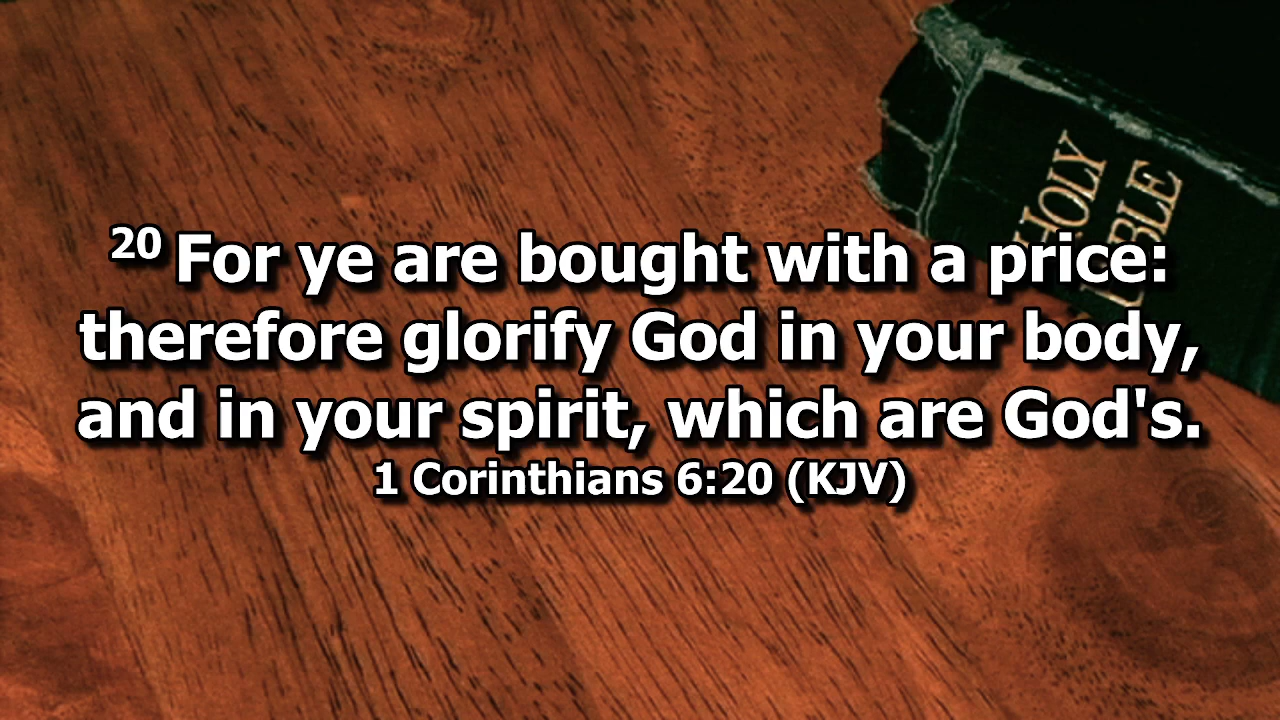 HOLY
BIBLE
20 For ye are bought with a price:
therefore glorify God in your body,
and in your spirit, which are God's.
1 Corinthians 6:20 (KJV)